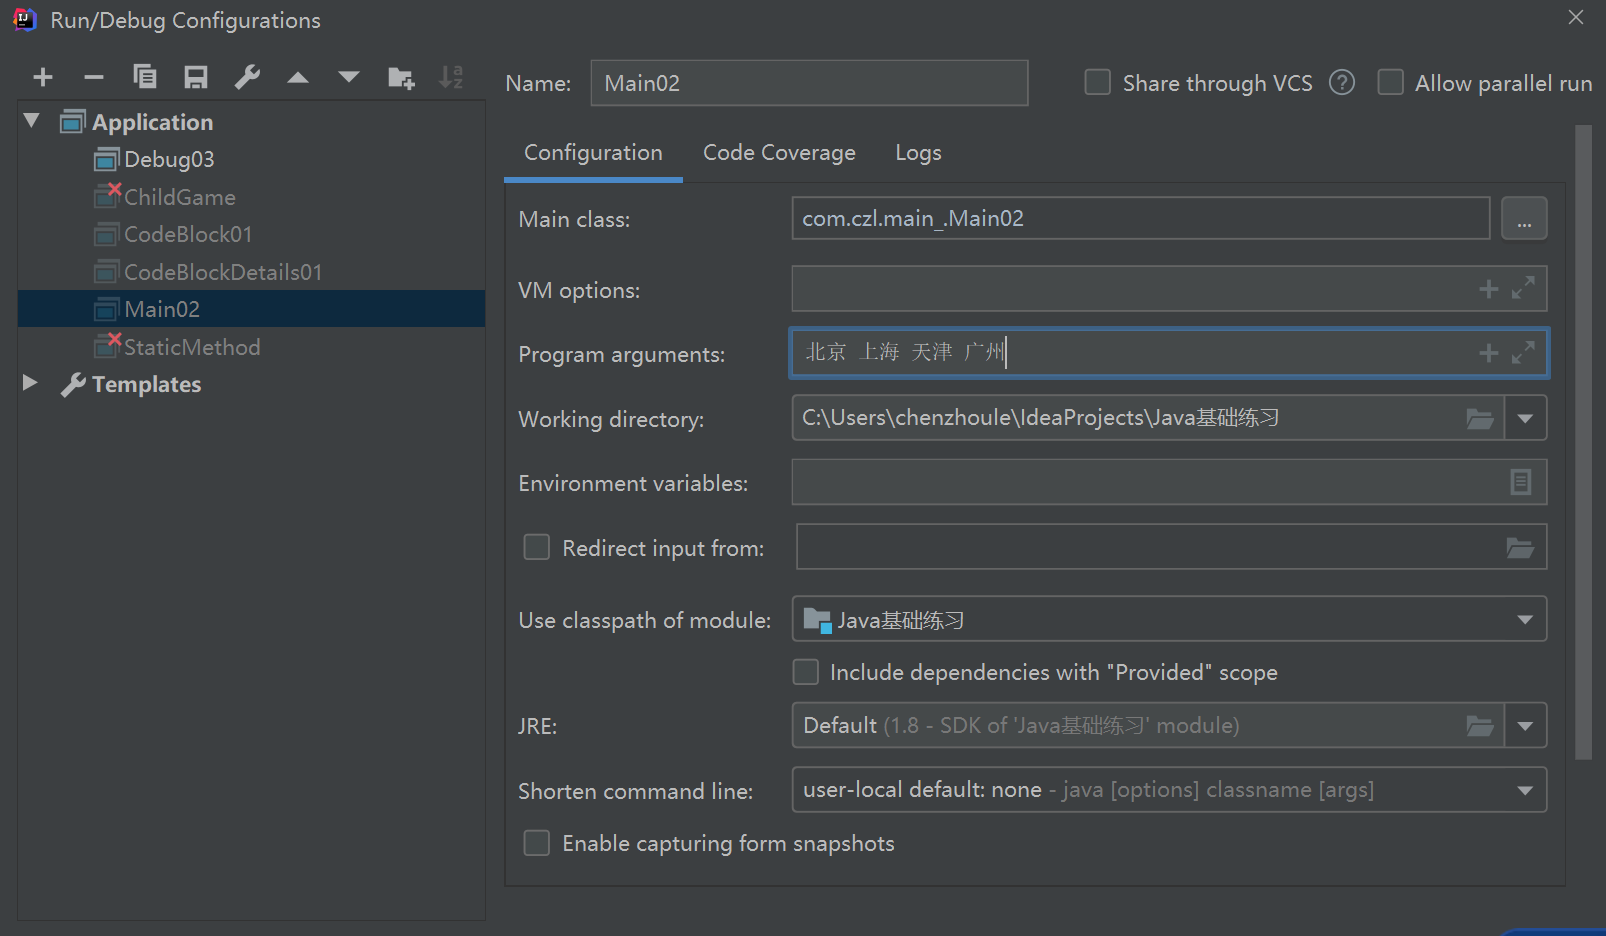 Run/Debug Configurations
Application
Debug03
ChildGame
CodeBlock01
CodeBlockDetails01
Main02
StaticMethod
Templates
Name: Main02 Share through VCS ? Allow parallel run
Configuration Code Coverage Logs
Main class: com.czl.main_.Main02 ...
VM options:
Program arguments: 北京 上海 天津 广州
Working directory: C:\Users\chenzhoule\IdeaProjects\Java基础练习
Environment variables:
Redirect input from:
Use classpath of module: Java基础练习
Include dependencies with "Provided" scope
JRE: Default (1.8 - SDK of 'Java基础练习' module)
Shorten command line: user-local default: none - java [options] classname [args]
Enable capturing form snapshots